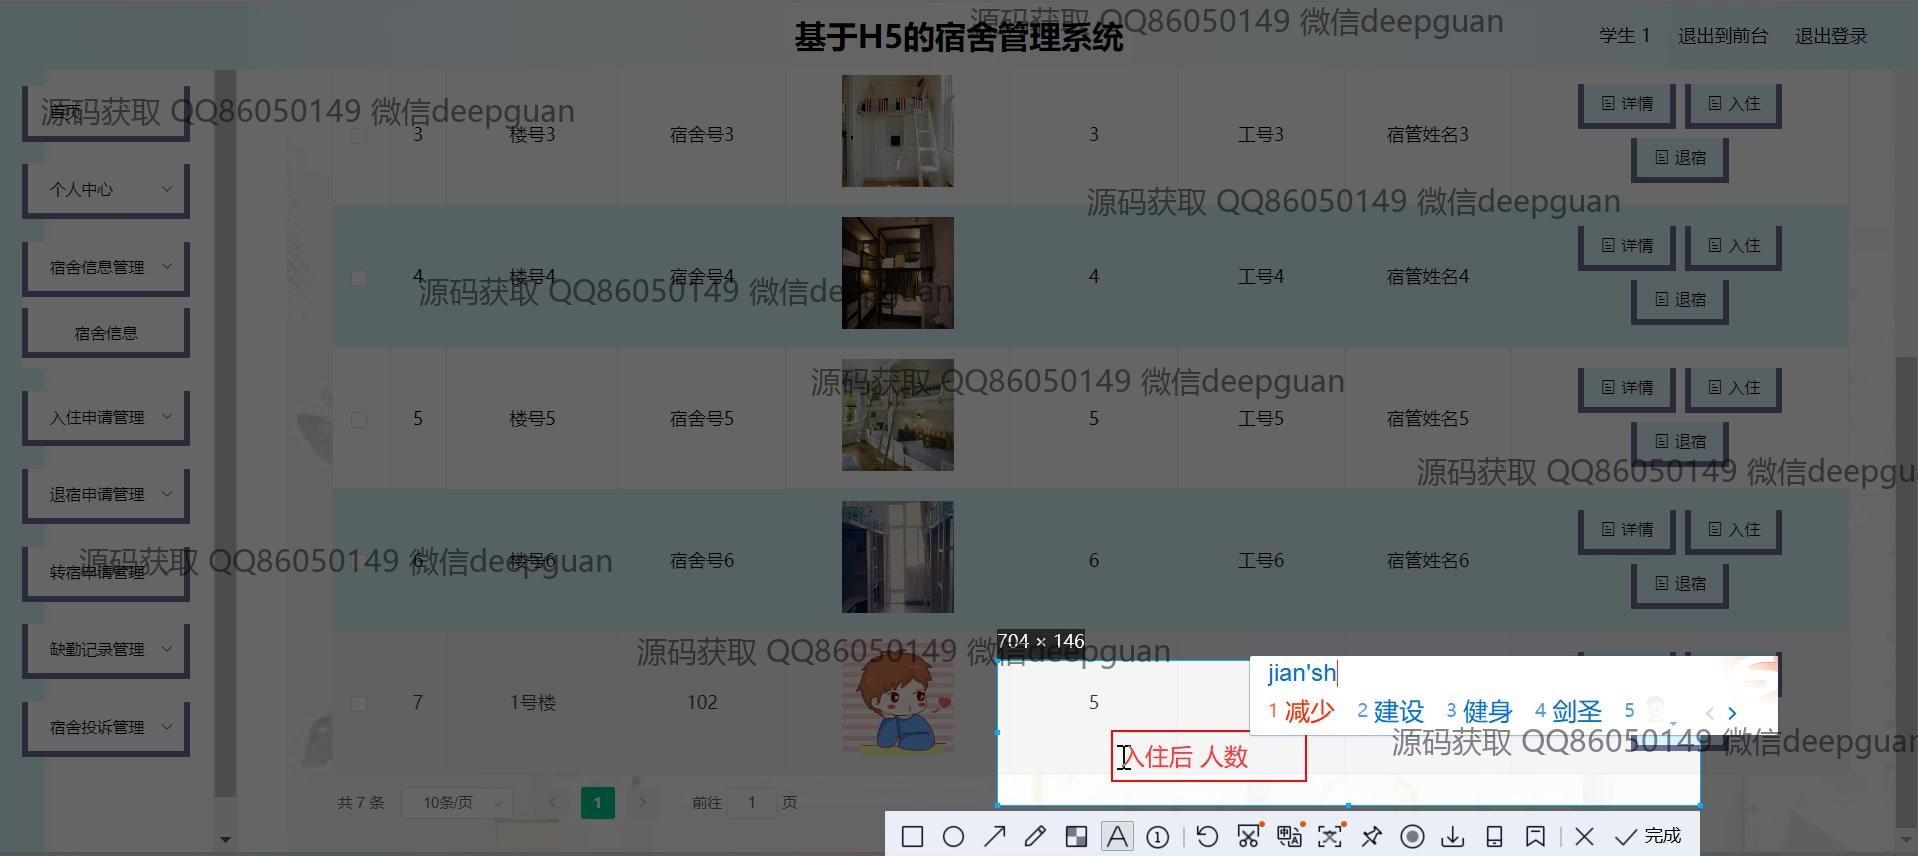 源码获取 QQ86050149 微信deepguan
基于H5的宿舍管理系统
学生 1 退出到前台 退出登录
源码获取 QQ86050149 微信deepguan
首页
3 楼号3 宿舍号3 3 工号3 宿管姓名3 详情 入住
退宿
个人中心
源码获取 QQ86050149 微信deepguan
宿舍信息管理
4 楼号4 宿舍号4 4 工号4 宿管姓名4 详情 入住
退宿
源码获取 QQ86050149 微信deepguan
宿舍信息
源码获取 QQ86050149 微信deepguan
入住申请管理
5 楼号5 宿舍号5 5 工号5 宿管姓名5 详情 入住
退宿
源码获取 QQ86050149 微信deepgu
退宿申请管理
6 楼号6 宿舍号6 6 工号6 宿管姓名6 详情 入住
退宿
源码获取 QQ86050149 微信deepguan
转宿申请管理
704 × 146
缺勤记录管理
源码获取 QQ86050149 微信deepguan
jian'sh
7 1号楼 102 5
1 减少 2 建设 3 健身 4 剑圣 5
宿舍投诉管理
源码获取 QQ86050149 微信deepguan
入住后 人数
共 7 条 10条/页 1 前往 1 页
完成